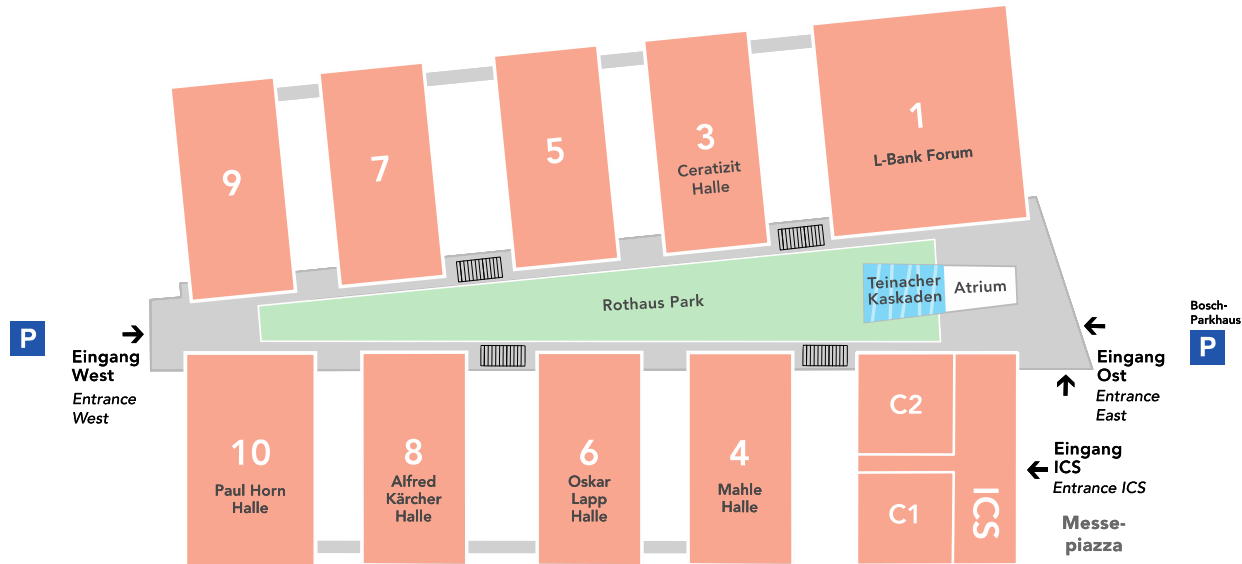 1
L-Bank Forum
3
Ceratizit
Halle
5
7
9
Rothaus Park
Teinacher
Kaskaden
Atrium
P
Eingang
West
Entrance
West
Bosch-
Parkhaus
P
Eingang
Ost
Entrance
East
10
Paul Horn
Halle
8
Alfred
Kärcher
Halle
6
Oskar
Lapp
Halle
4
Mahle
Halle
C2
C1
ICS
Eingang
ICS
Entrance ICS
Messe-
piazza